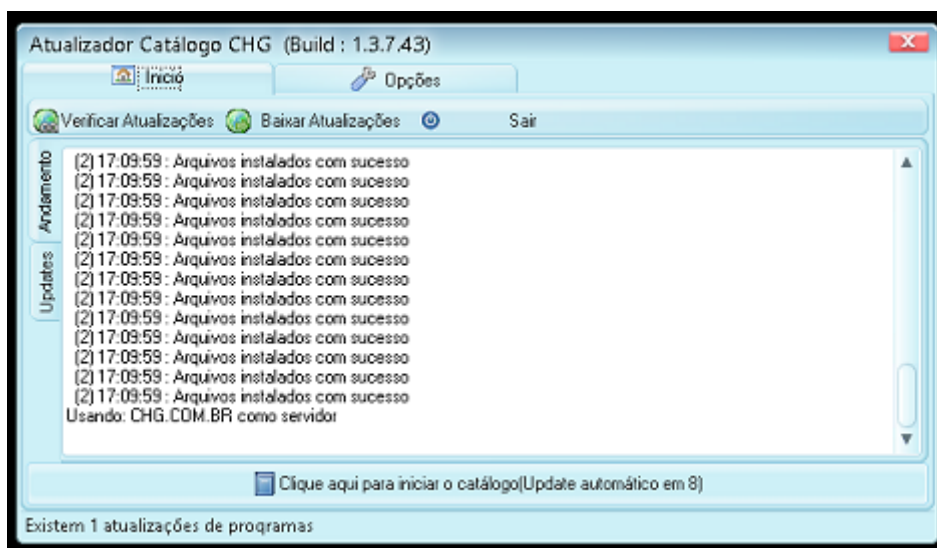 Atualizador Catálogo CHG (Build : 1.3.7.43)
Inició
Opções
Verificar Atualizações Baixar Atualizações Sair
Andamento
Updates
(2) 17:09:59 : Arquivos instalados com sucesso
(2) 17:09:59 : Arquivos instalados com sucesso
(2) 17:09:59 : Arquivos instalados com sucesso
(2) 17:09:59 : Arquivos instalados com sucesso
(2) 17:09:59 : Arquivos instalados com sucesso
(2) 17:09:59 : Arquivos instalados com sucesso
(2) 17:09:59 : Arquivos instalados com sucesso
(2) 17:09:59 : Arquivos instalados com sucesso
(2) 17:09:59 : Arquivos instalados com sucesso
(2) 17:09:59 : Arquivos instalados com sucesso
(2) 17:09:59 : Arquivos instalados com sucesso
(2) 17:09:59 : Arquivos instalados com sucesso
(2) 17:09:59 : Arquivos instalados com sucesso
Usando: CHG.COM.BR como servidor
Clique aqui para iniciar o catálogo(Update automático em 8)
Existem 1 atualizações de programas